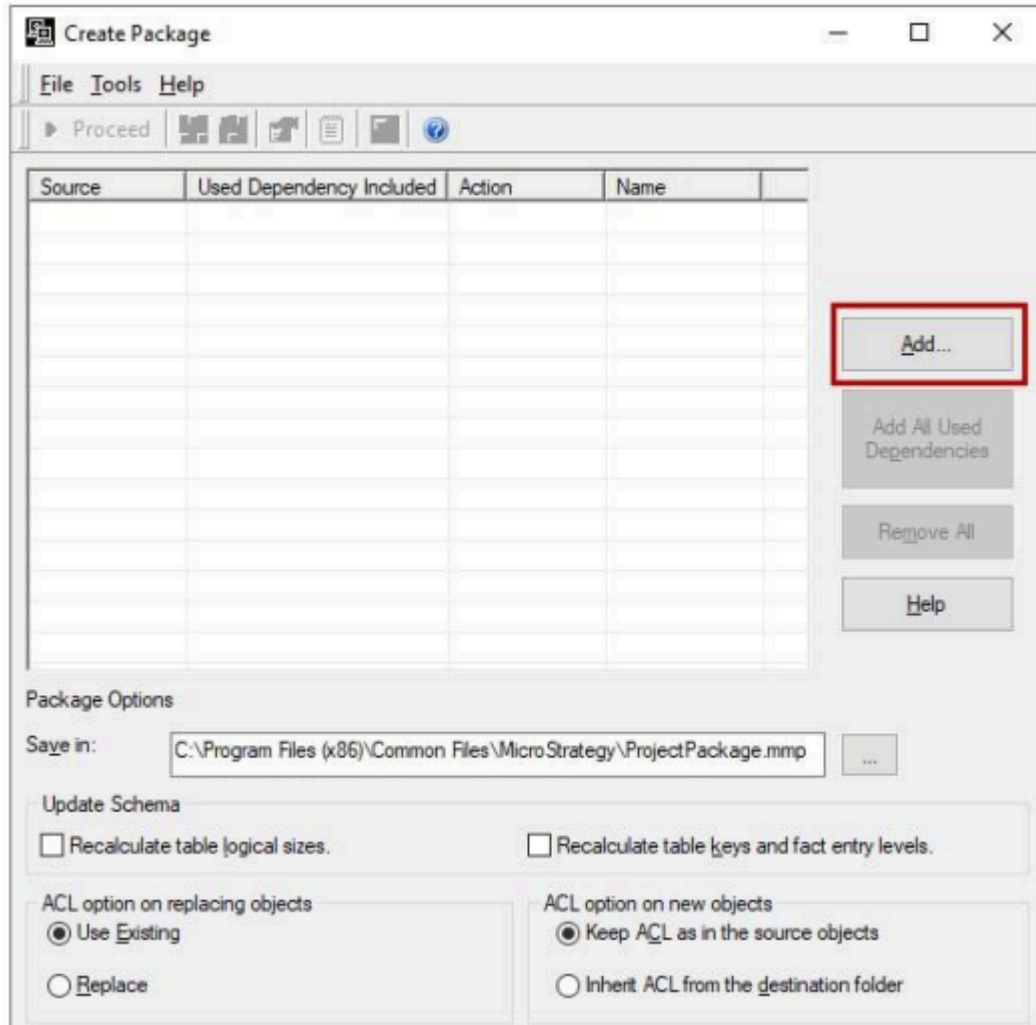 Create Package
File Tools Help
Proceed
Source Used Dependency Included Action Name
Add...
Add All Used
Dependencies
Remove All
Help
Package Options
Save in: C:\Program Files (x86)\Common Files\MicroStrategy\ProjectPackage.mmp ...
Update Schema
Recalculate table logical sizes. Recalculate table keys and fact entry levels.
ACL option on replacing objects ACL option on new objects
Use Existing Keep ACL as in the source objects
Replace Inherit ACL from the destination folder